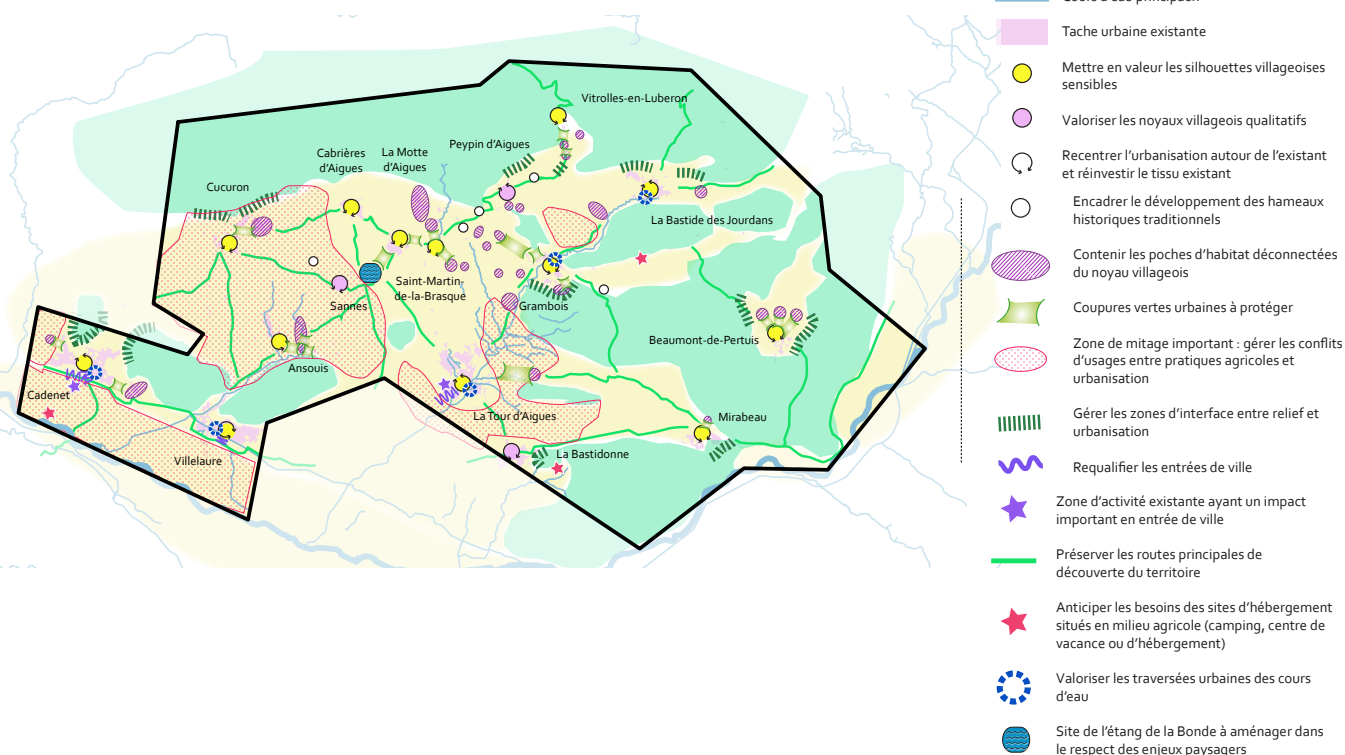 Vitrolles-en-Luberon
Peypin d'Aigues
Cabrières
d'Aigues
La Motte
d'Aigues
Cucuron
La Bastide des Jourdans
Saint-Martin-
de-la-Brasque
Sannes
Grambois
Beaumont-de-Pertuis
Ansouis
Cadenet
La Tour d'Aigues
Mirabeau
Villelaure
La Bastidonne
Tache urbaine existante
Mettre en valeur les silhouettes villageoises
sensibles
Valoriser les noyaux villageois qualitatifs
Recentrer l'urbanisation autour de l'existant
et réinvestir le tissu existant
Encadrer le développement des hameaux
historiques traditionnels
Contenir les poches d'habitat déconnectées
du noyau villageois
Coupures vertes urbaines à protéger
Zone de mitage important : gérer les conflits
d'usages entre pratiques agricoles et
urbanisation
Gérer les zones d'interface entre relief et
urbanisation
Requalifier les entrées de ville
Zone d'activité existante ayant un impact
important en entrée de ville
Préserver les routes principales de
découverte du territoire
Anticiper les besoins des sites d'hébergement
situés en milieu agricole (camping, centre de
vacance ou d'hébergement)
Valoriser les traversées urbaines des cours
d'eau
Site de l'étang de la Bonde à aménager dans
le respect des enjeux paysagers